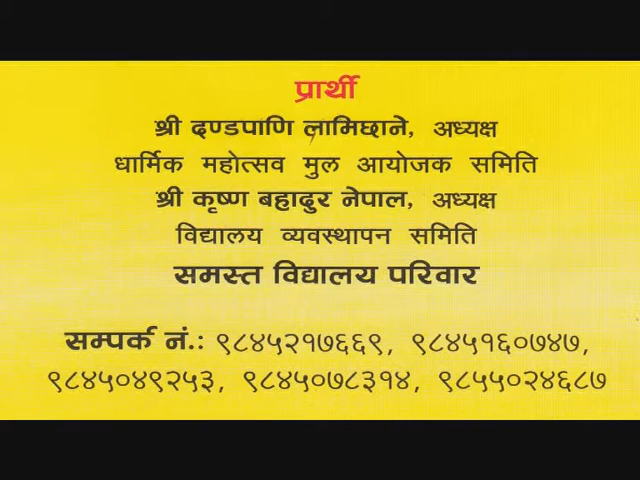 प्रार्थी
श्री दण्डपाणि लामिछाने, अध्यक्ष
धार्मिक महोत्सव मुल आयोजक समिति
श्री कृष्ण बहादुर नेपाल, अध्यक्ष
विद्यालय व्यवस्थापन समिति
समस्त विद्यालय परिवार
सम्पर्क नं.: ९८४५२१७६६९, ९८४५१६०७४७,
९८४५०४९२५३, ९८४५०७८३१४, ९८५५०२४६८७